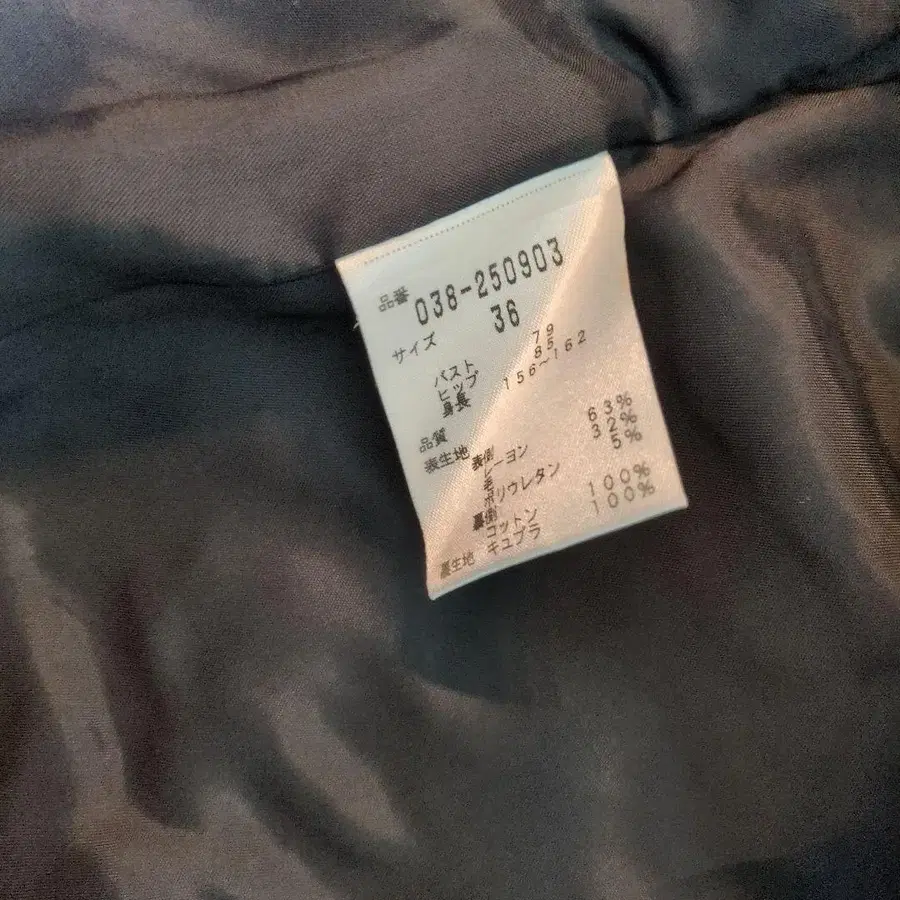 品番 038-250903
サイズ 36
バスト 79
ヒップ 85
身長 156~162
品質
表生地 表側
レーヨン 63%
毛 32%
ポリウレタン 5%
裏側
コットン 100%
裏生地 キュプラ 100%